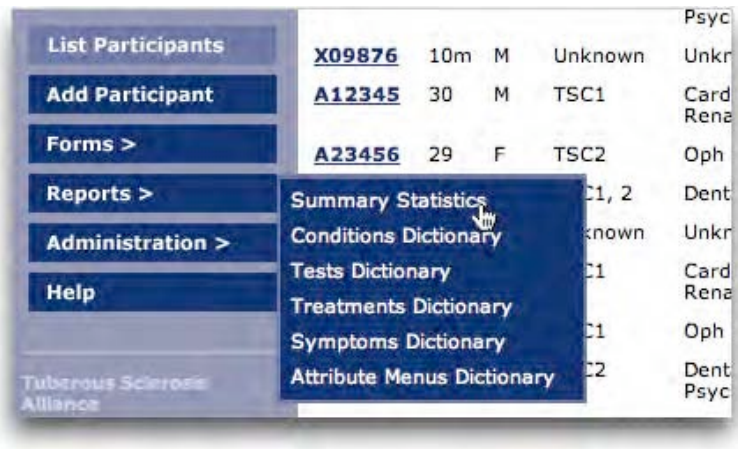 Psyc
List Participants
X09876 10m M Unknown Unkr
Add Participant
A12345 30 M TSC1 Card
Rena
Forms >
A23456 29 F TSC2 Oph
Reports >
Summary Statistics C1, 2 Dent
Administration >
Conditions Dictionary known Unkr
Tests Dictionary C1 Card
Help
Rena
Treatments Dictionary
Symptoms Dictionary C1 Oph
Attribute Menus Dictionary C2 Dent
Psyc
Tuberous Sclerosis
Alliance